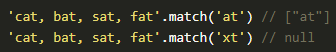 'cat, bat, sat, fat'.match('at') // ["at"]
'cat, bat, sat, fat'.match('xt') // null